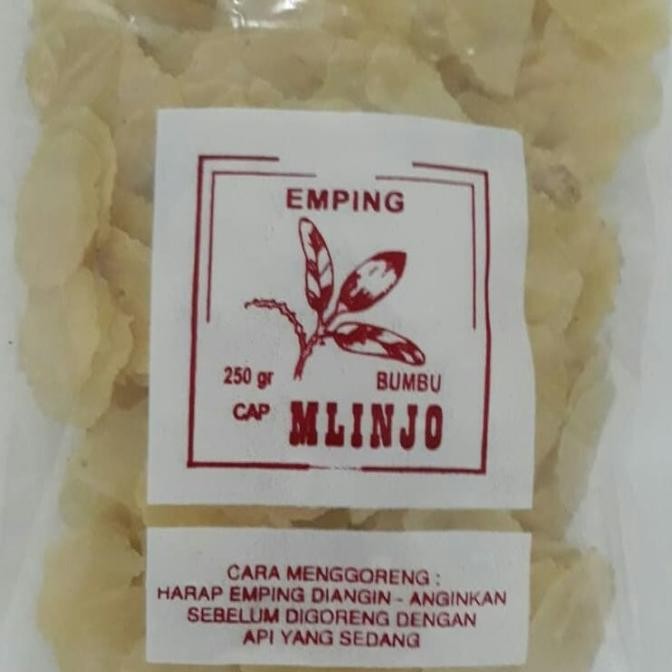 EMPING
250 gr BUMBU
CAP MLINJO
CARA MENGGORENG :
HARAP EMPING DIANGIN - ANGINKAN
SEBELUM DIGORENG DENGAN
API YANG SEDANG